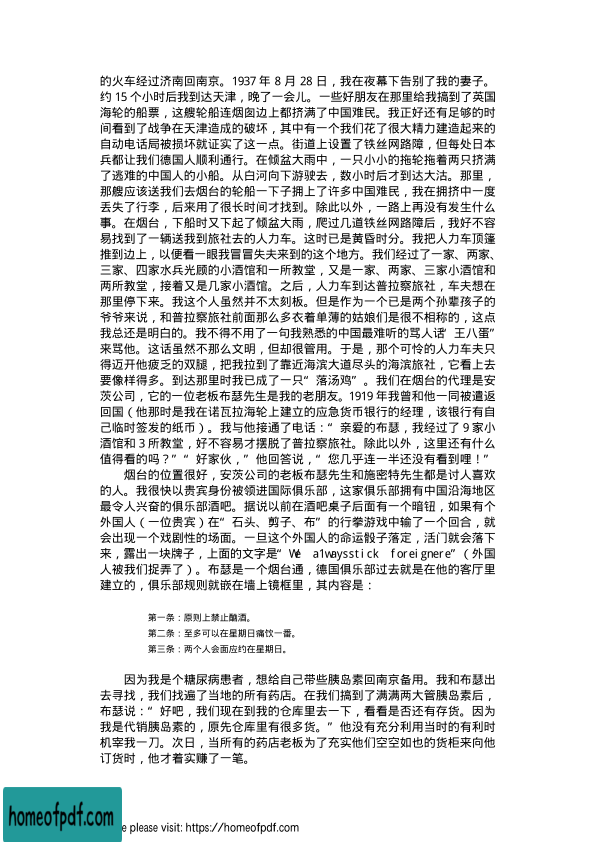 的火车经过济南回南京。1937 年 8 月 28 日，我在夜幕下告别了我的妻子。
约 15 个小时后我到达天津，晚了一会儿。一些好朋友在那里给我搞到了英国
海轮的船票，这艘轮船连烟囱边上都挤满了中国难民。我正好还有足够的时
间看到了战争在天津造成的破坏，其中有一个我们花了很大精力建造起来的
自动电话局被损坏就证实了这一点。街道上设置了铁丝网路障，但每处日本
兵都让我们德国人顺利通行。在倾盆大雨中，一只小小的拖轮拖着两只挤满
了逃难的中国人的小船。从白河向下游驶去，数小时后才到达大沽。那里，
那艘应该送我们去烟台的轮船一下子拥上了许多中国难民，我在拥挤中一度
丢失了行李，后来用了很长时间才找到。除此以外，一路上再没有发生什么
事。在烟台，下船时又下起了倾盆大雨，爬过几道铁丝网路障后，我好不容
易找到了一辆送我到旅社去的人力车。这时已是黄昏时分。我把人力车顶篷
推到边上，以便看一眼我冒冒失夫来到的这个地方。我们经过了一家、两家、
三家、四家水兵光顾的小酒馆和一所教堂，又是一家、两家、三家小酒馆和
两所教堂，接着又是几家小酒馆。之后，人力车到达普拉察旅社，车夫想在
那里停下来。我这个人虽然并不太刻板。但是作为一个已是两个孙辈孩子的
爷爷来说，和普拉察旅社前面那么多衣着单薄的姑娘们是很不相称的，这点
我总还是明白的。我不得不用了一句我熟悉的中国最难听的骂人话“王八蛋”
来骂他。这话虽然不那么文明，但却很管用。于是，那个可怜的人力车夫只
得迈开他疲乏的双腿，把我拉到了靠近海滨大道尽头的海滨旅社，它看上去
要像样得多。到达那里时我已成了一只“落汤鸡”。我们在烟台的代理是安
茨公司，它的一位老板布瑟先生是我的老朋友。1919 年我曾和他一同被遣返
回国（他那时是我在诺瓦拉海轮上建立的应急货币银行的经理，该银行有自
己临时签发的纸币）。我与他接通了电话：“亲爱的布瑟，我经过了 9 家小
酒馆和 3 所教堂，好不容易才摆脱了普拉察旅社。除此以外，这里还有什么
值得看的吗？”“好家伙，”他回答说，“您几乎连一半还没有看到哩！”
烟台的位置很好，安茨公司的老板布瑟先生和施密特先生都是讨人喜欢
的人。我很快以贵宾身份被领进国际俱乐部，这家俱乐部拥有中国沿海地区
最令人兴奋的俱乐部酒吧。据说以前在酒吧桌子后面有一个暗钮，如果有个
外国人（一位贵宾）在“石头、剪子、布”的行拳游戏中输了一个回合，就
会出现一个戏剧性的场面。一旦这个外国人的命运骰子落定，活门就会落下
来，露出一块牌子，上面的文字是“We a1waysstick foreignere”（外国
人被我们捉弄了）。布瑟是一个烟台通，德国俱乐部过去就是在他的客厅里
建立的，俱乐部规则就嵌在墙上镜框里，其内容是：
第一条：原则上禁止酗酒。
第二条：至多可以在星期日痛饮一番。
第三条：两个人会面应约在星期日。
因为我是个糖尿病患者，想给自己带些胰岛素回南京备用。我和布瑟出
去寻找，我们找遍了当地的所有药店。在我们搞到了满满两大管胰岛素后，
布瑟说：“好吧，我们现在到我的仓库里去一下，看看是否还有存货。因为
我是代销胰岛素的，原先仓库里有很多货。”他没有充分利用当时的有利时
机宰我一刀。次日，当所有的药店老板为了充实他们空空如也的货柜来向他
订货时，他才着实赚了一笔。
homeofpdf.com
e please visit: https://homeofpdf.com